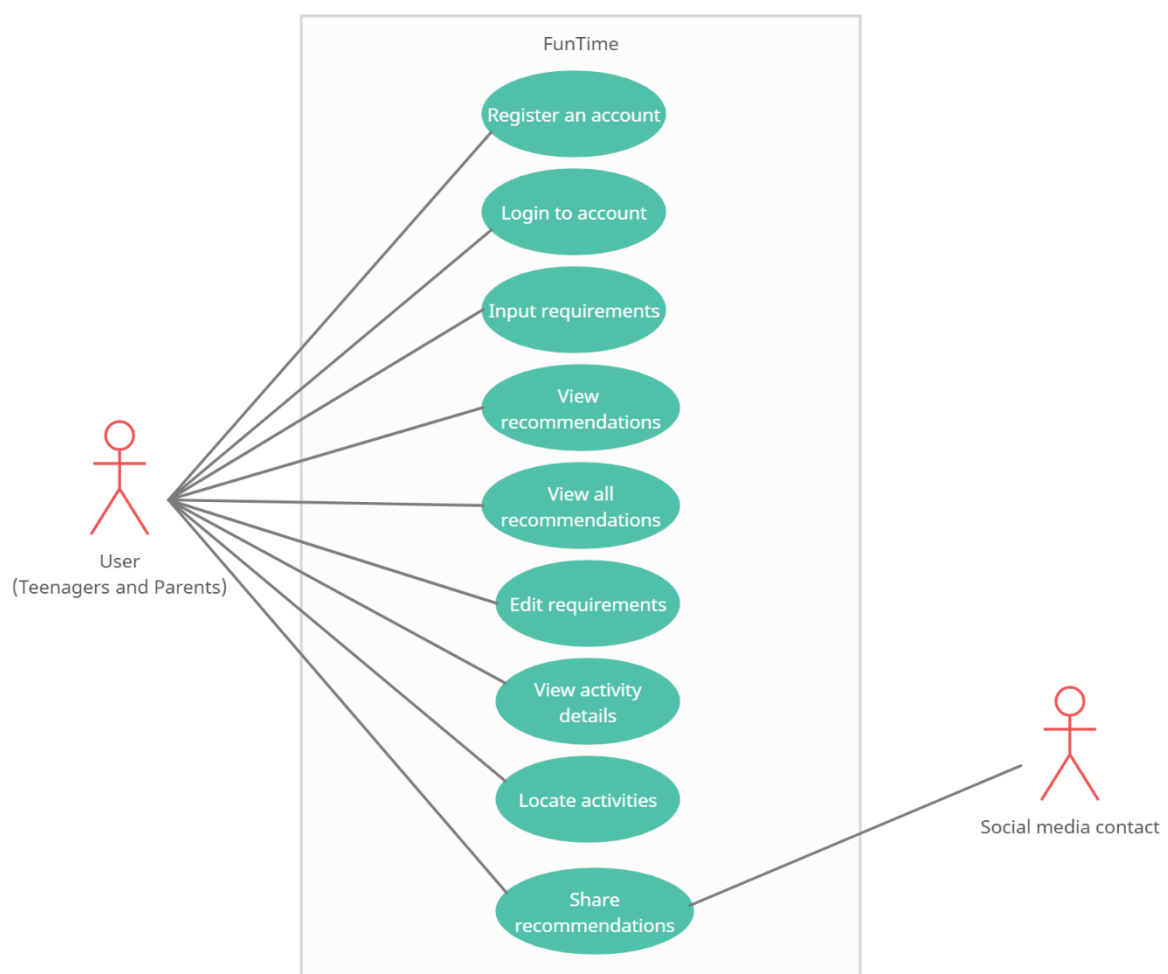 FunTime
Register an account
Login to account
Input requirements
View
recommendations
View all
recommendations
Edit requirements
View activity
details
Locate activities
Share
recommendations
User
(Teenagers and Parents)
Social media contact